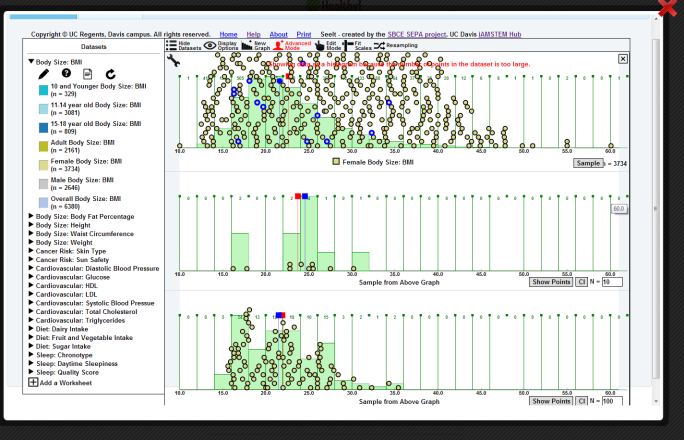 Copyright © UC Regents, Davis campus. All rights reserved. Home Help About Print SeeIt - created by the SBCE SEPA project, UC Davis IAMSTEM Hub
Datasets
Hide Datasets
Display Options
New Graph
Advanced Mode
Edit Mode
Fit Scales
Resampling
Body Size: BMI
10 and Younger Body Size: BMI
(n = 329)
11-14 year old Body Size: BMI
(n = 3081)
15-18 year old Body Size: BMI
(n = 809)
Adult Body Size: BMI
(n = 2161)
Female Body Size: BMI
(n = 3734)
Male Body Size: BMI
(n = 2646)
Overall Body Size: BMI
(n = 6380)
Body Size: Body Fat Percentage
Body Size: Height
Body Size: Waist Circumference
Body Size: Weight
Cancer Risk: Skin Type
Cancer Risk: Sun Safety
Cardiovascular: Diastolic Blood Pressure
Cardiovascular: Glucose
Cardiovascular: HDL
Cardiovascular: LDL
Cardiovascular: Systolic Blood Pressue
Cardiovascular: Total Cholesterol
Cardiovascular: Triglycerides
Diet: Dairy Intake
Diet: Fruit and Vegetable Intake
Diet: Sugar Intake
Sleep: Chronotype
Sleep: Daytime Sleepiness
Sleep: Quality Score
Add a Worksheet
points in the dataset is too large.
10.0 15.0 20.0 25.0 30.0 35.0 40.0 45.0 50.0 55.0 60.0
Female Body Size: BMI
Sample = 3734
60.0
10.0 15.0 20.0 25.0 30.0 35.0 40.0 45.0 50.0 55.0 60.0
Sample from Above Graph
Show Points CI N = 10
10.0 15.0 20.0 25.0 30.0 35.0 40.0 45.0 50.0 55.0 60.0
Sample from Above Graph
Show Points CI N = 100